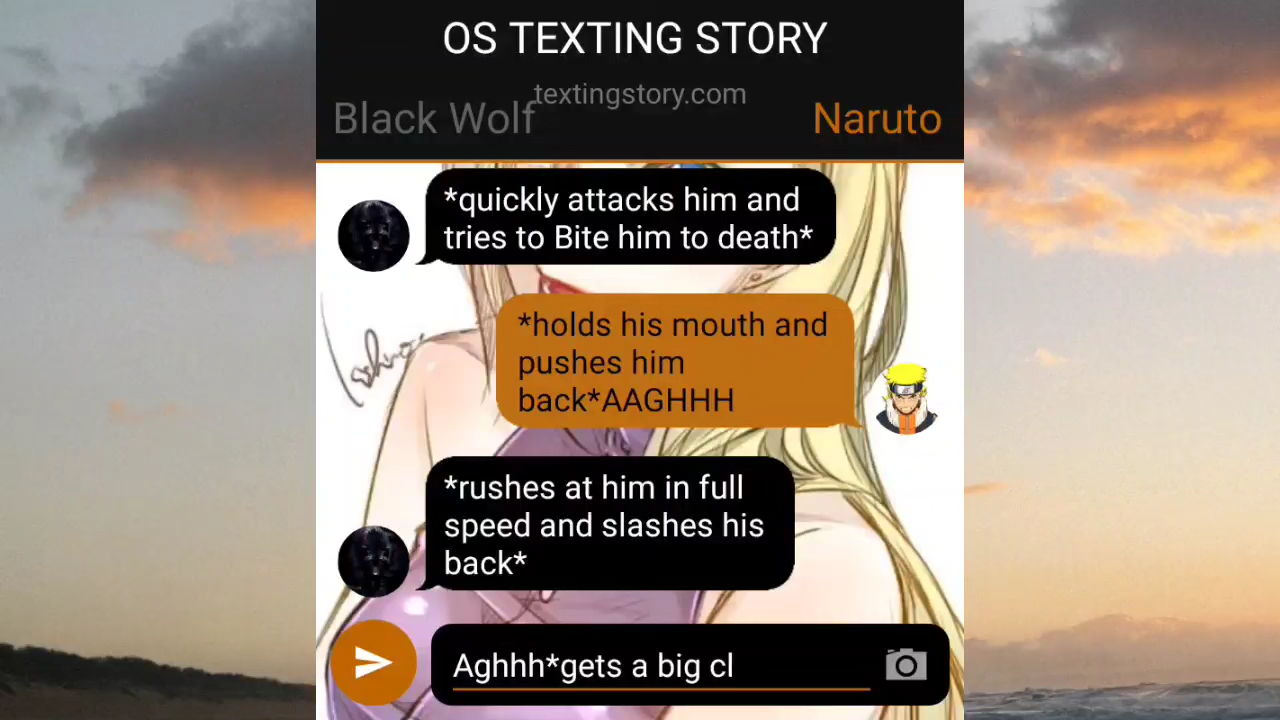 OS TEXTING STORY
textingstory.com
Black Wolf
Naruto
*quickly attacks him and
tries to Bite him to death*
*holds his mouth and
pushes him
back*AAGHHH
*rushes at him in full
speed and slashes his
back*
Aghhh*gets a big cl